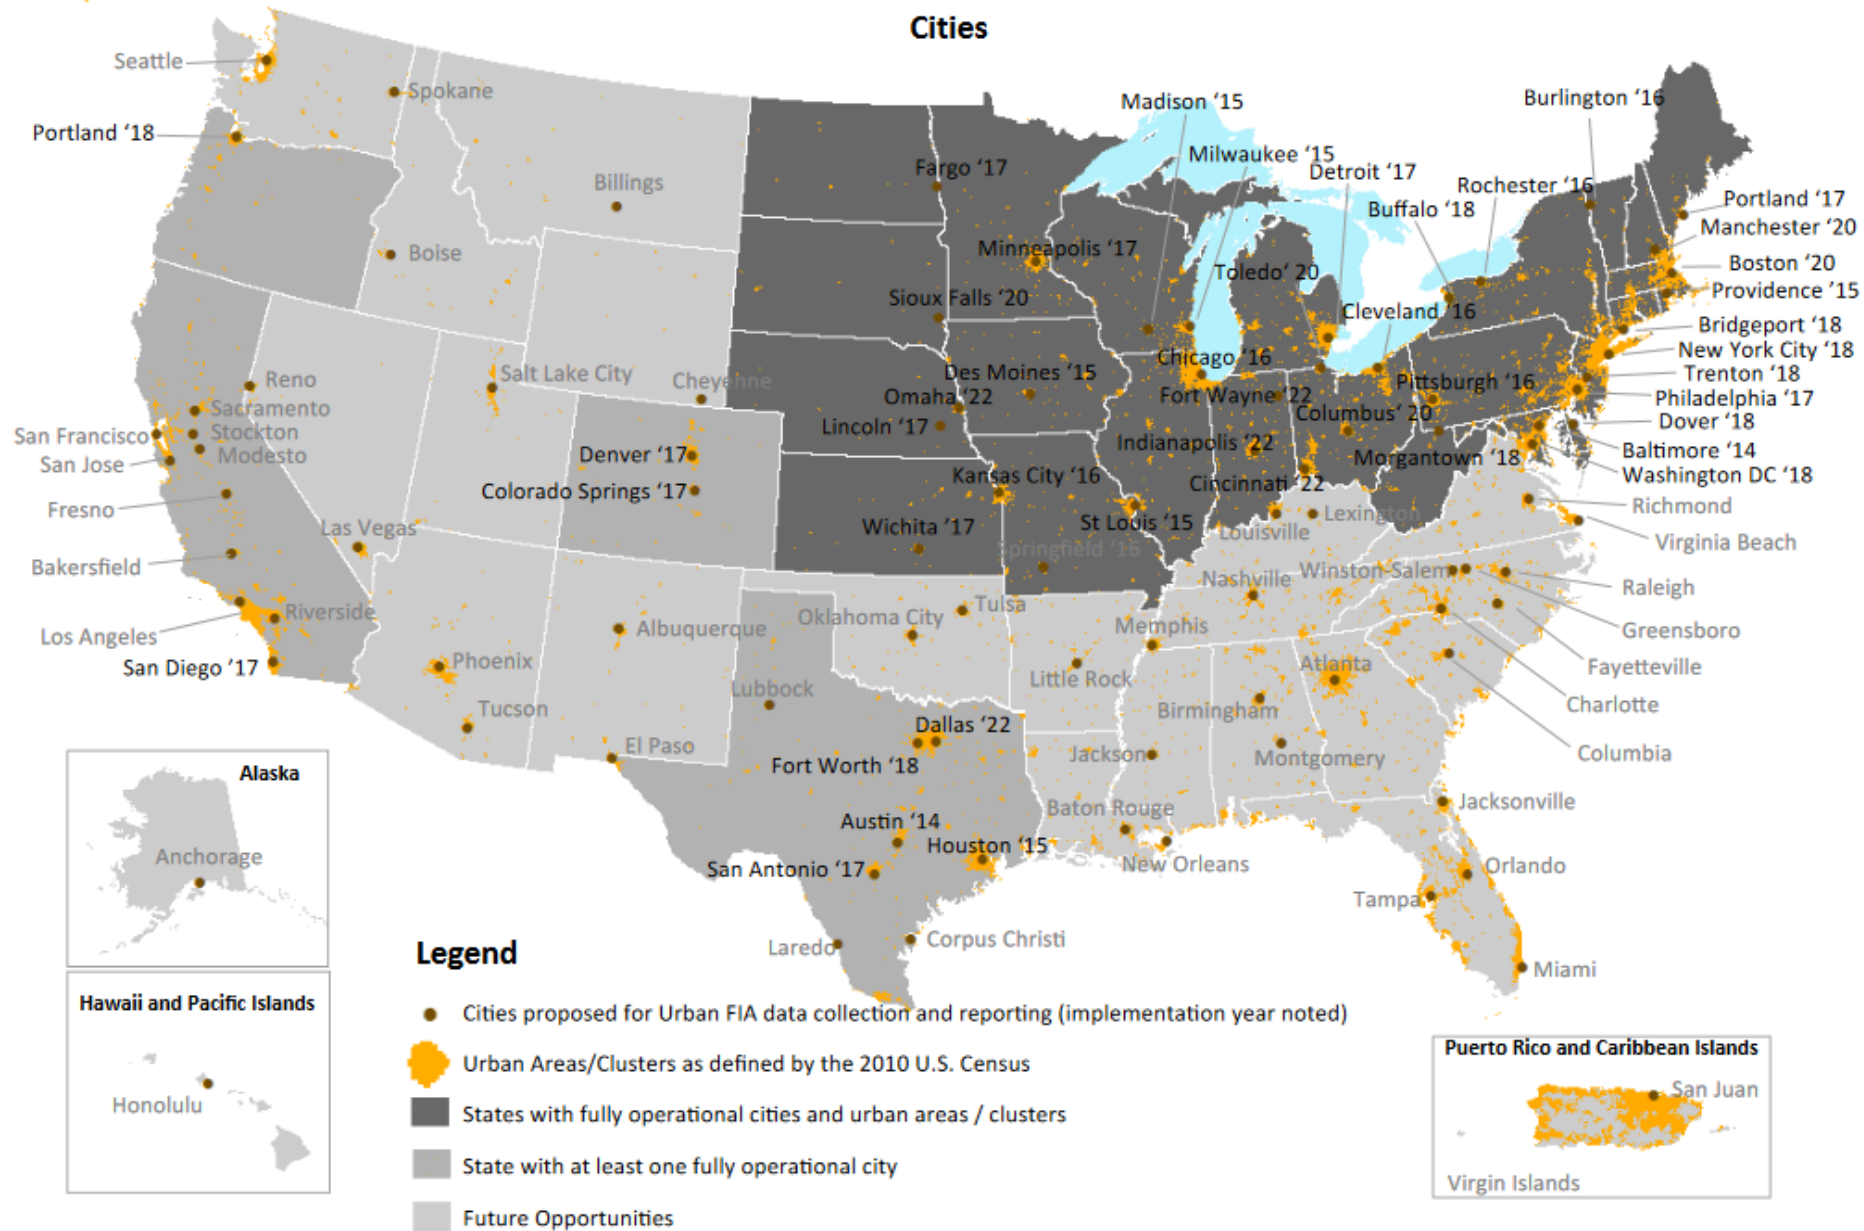 Cities
Seattle
Spokane
Portland ‘18
Billings
Boise
Fargo ‘17
Madison ‘15
Milwaukee ‘15
Detroit ‘17
Burlington ‘16
Rochester ‘16
Buffalo ‘18
Portland ‘17
Manchester ‘20
Boston ‘20
Providence ’15
Bridgeport ‘18
New York City ‘18
Trenton ‘18
Philadelphia ‘17
Dover ‘18
Baltimore ‘14
Washington DC ‘18
Minneapolis ‘17
Toledo‘ 20
Sioux Falls ‘20
Cleveland ‘16
Chicago ‘16
Des Moines ‘15
Omaha ‘22
Fort Wayne ‘22
Pittsburgh ‘16
Columbus‘ 20
Lincoln ‘17
Indianapolis ‘22
Morgantown ‘18
Kansas City ‘16
Cincinnati ‘22
St Louis ‘15
Wichita ‘17
Springfield ‘16
Reno
Salt Lake City
Cheyenne
Sacramento
San Francisco
Stockton
San Jose
Modesto
Denver ‘17
Colorado Springs ‘17
Fresno
Las Vegas
Bakersfield
Riverside
Los Angeles
San Diego ‘17
Phoenix
Tucson
Albuquerque
El Paso
Lubbock
Oklahoma City
Tulsa
Louisville
Lexington
Richmond
Virginia Beach
Nashville
Winston-Salem
Raleigh
Greensboro
Fayetteville
Charlotte
Columbia
Memphis
Little Rock
Atlanta
Birmingham
Jackson
Montgomery
Dallas ‘22
Fort Worth ‘18
Austin ‘14
Houston ‘15
San Antonio ‘17
Baton Rouge
New Orleans
Jacksonville
Orlando
Tampa
Miami
Laredo
Corpus Christi
Alaska
Anchorage
Hawaii and Pacific Islands
Honolulu
Legend
Cities proposed for Urban FIA data collection and reporting (implementation year noted)
Urban Areas/Clusters as defined by the 2010 U.S. Census
States with fully operational cities and urban areas / clusters
State with at least one fully operational city
Future Opportunities
Puerto Rico and Caribbean Islands
San Juan
Virgin Islands